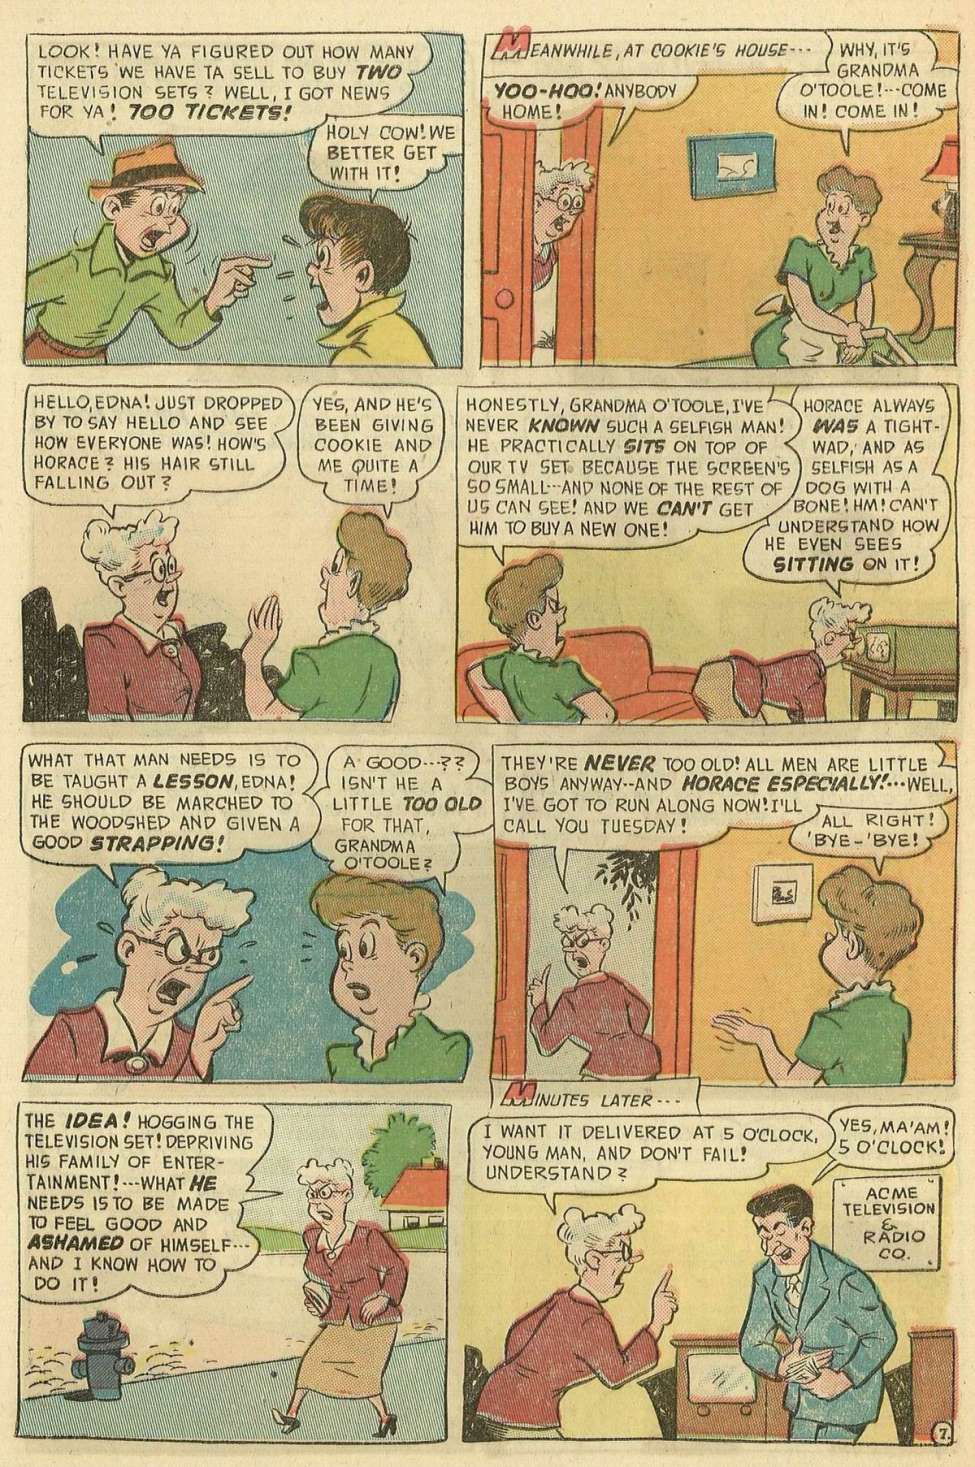 LOOK! HAVE YA FIGURED OUT HOW MANY
TICKETS WE HAVE TA SELL TO BUY TWO
TELEVISION SETS? WELL, I GOT NEWS
FOR YA! 700 TICKETS!
HOLY COW! WE
BETTER GET
WITH IT!
MEANWHILE, AT COOKIE'S HOUSE---
YOO-HOO! ANYBODY
HOME!
WHY, IT'S
GRANDMA
O'TOOLE!---COME
IN! COME IN!
HELLO, EDNA! JUST DROPPED
BY TO SAY HELLO AND SEE
HOW EVERYONE WAS! HOW'S
HORACE? HIS HAIR STILL
FALLING OUT?
YES, AND HE'S
BEEN GIVING
COOKIE AND
ME QUITE A
TIME!
HONESTLY, GRANDMA O'TOOLE, I'VE
NEVER KNOWN SUCH A SELFISH MAN!
HE PRACTICALLY SITS ON TOP OF
OUR TV SET BECAUSE THE SCREEN'S
SO SMALL--AND NONE OF THE REST OF
US CAN SEE! AND WE CAN'T GET
HIM TO BUY A NEW ONE!
HORACE ALWAYS
WAS A TIGHT-
WAD, AND AS
SELFISH AS A
DOG WITH A
BONE! HM! CAN'T
UNDERSTAND HOW
HE EVEN SEES
SITTING ON IT!
WHAT THAT MAN NEEDS IS TO
BE TAUGHT A LESSON, EDNA!
HE SHOULD BE MARCHED TO
THE WOODSHED AND GIVEN A
GOOD STRAPPING!
A GOOD---??
ISN'T HE A
LITTLE TOO OLD
FOR THAT,
GRANDMA
O'TOOLE?
THEY'RE NEVER TOO OLD! ALL MEN ARE LITTLE
BOYS ANYWAY--AND HORACE ESPECIALLY!---WELL,
I'VE GOT TO RUN ALONG NOW! I'LL
CALL YOU TUESDAY!
ALL RIGHT!
'BYE-'BYE!
THE IDEA! HOGGING THE
TELEVISION SET! DEPRIVING
HIS FAMILY OF ENTER-
TAINMENT!---WHAT HE
NEEDS IS TO BE MADE
TO FEEL GOOD AND
ASHAMED OF HIMSELF---
AND I KNOW HOW TO
DO IT!
MINUTES LATER---
I WANT IT DELIVERED AT 5 O'CLOCK,
YOUNG MAN, AND DON'T FAIL!
UNDERSTAND?
YES, MA'AM!
5 O'CLOCK!
ACME
TELEVISION
&
RADIO
CO.
7.